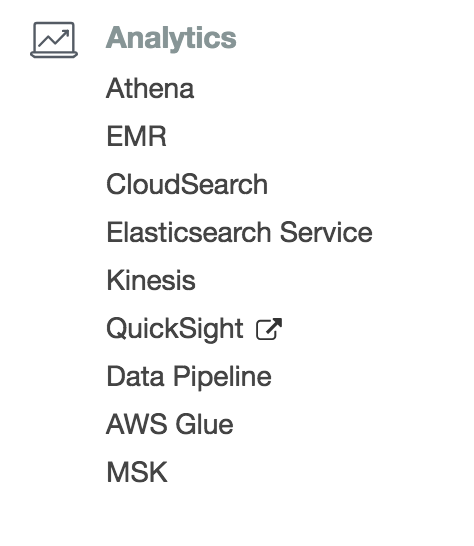 Analytics
Athena
EMR
CloudSearch
Elasticsearch Service
Kinesis
QuickSight
Data Pipeline
AWS Glue
MSK